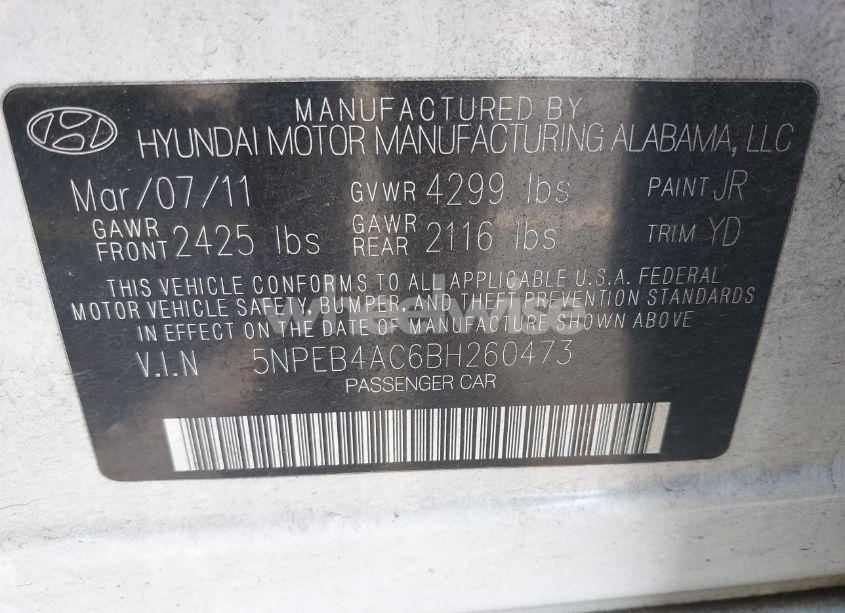 MANUFACTURED BY
HYUNDAI MOTOR MANUFACTURING ALABAMA, LLC
Mar/07/11 GVWR 4299 lbs PAINT JR
GAWR FRONT 2425 lbs GAWR REAR 2116 lbs TRIM YD
THIS VEHICLE CONFORMS TO ALL APPLICABLE U.S.A. FEDERAL
MOTOR VEHICLE SAFETY, BUMPER, AND THEFT PREVENTION STANDARDS
IN EFFECT ON THE DATE OF MANUFACTURE SHOWN ABOVE
wheelwise
V.I.N 5NPEB4AC6BH260473
PASSENGER CAR